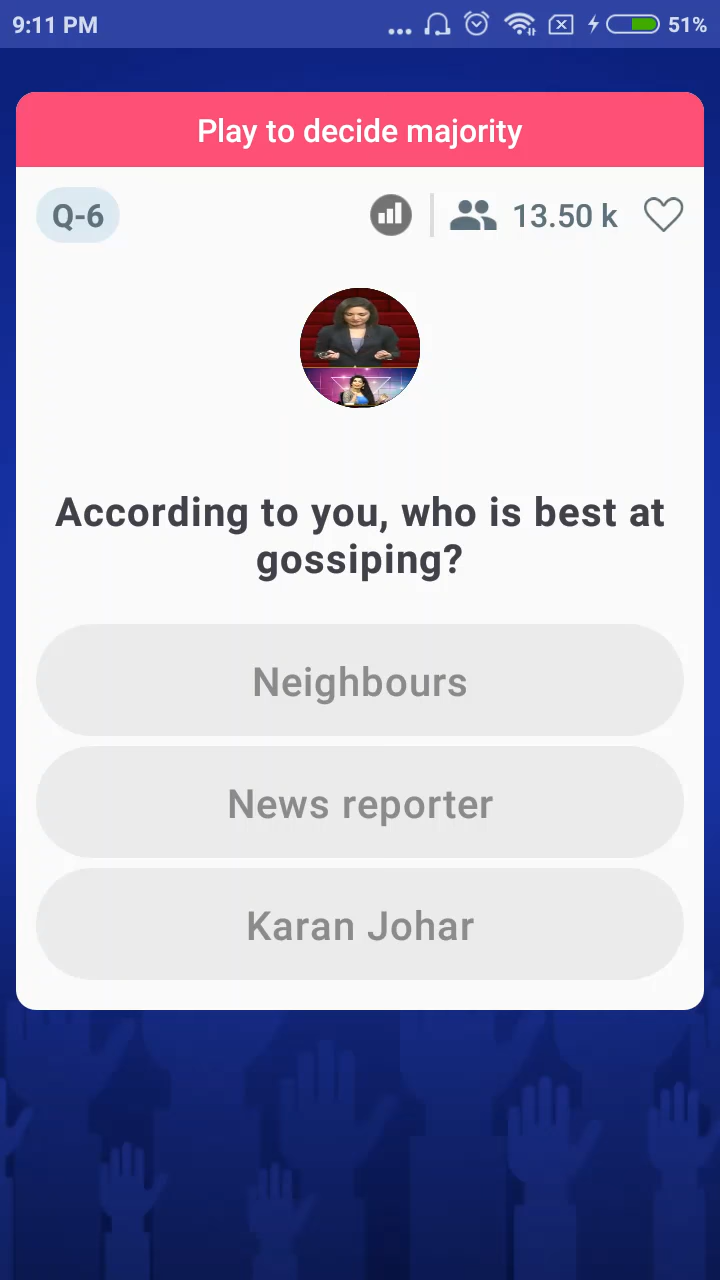 9:11 PM
51%
Play to decide majority
Q-6
13.50 k
According to you, who is best at
gossiping?
Neighbours
News reporter
Karan Johar